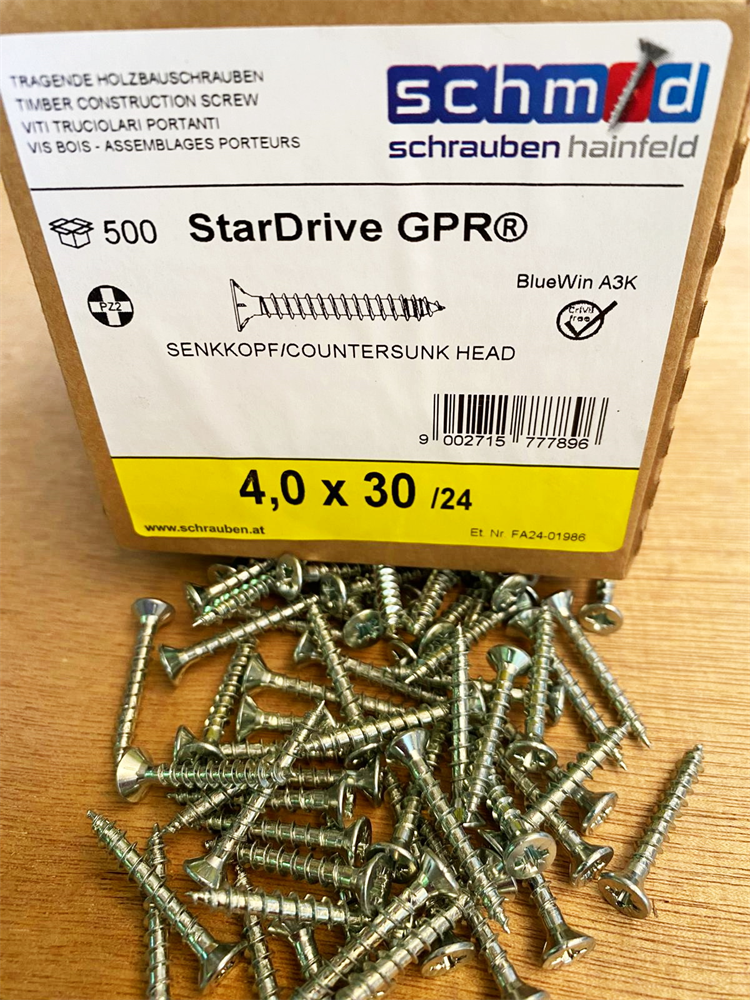 TRAGENDE HOLZBAUSCHRAUBEN
TIMBER CONSTRUCTION SCREW
VITI TRUCIOLARI PORTANTI
VIS BOIS - ASSEMBLAGES PORTEURS
schmid
schrauben hainfeld
500 StarDrive GPR®
PZ2
BlueWin A3K
CrVI free
SENKKOPF/COUNTERSUNK HEAD
9 002715 777896
4,0 x 30 /24
www.schrauben.at
Et. Nr. FA24-01986